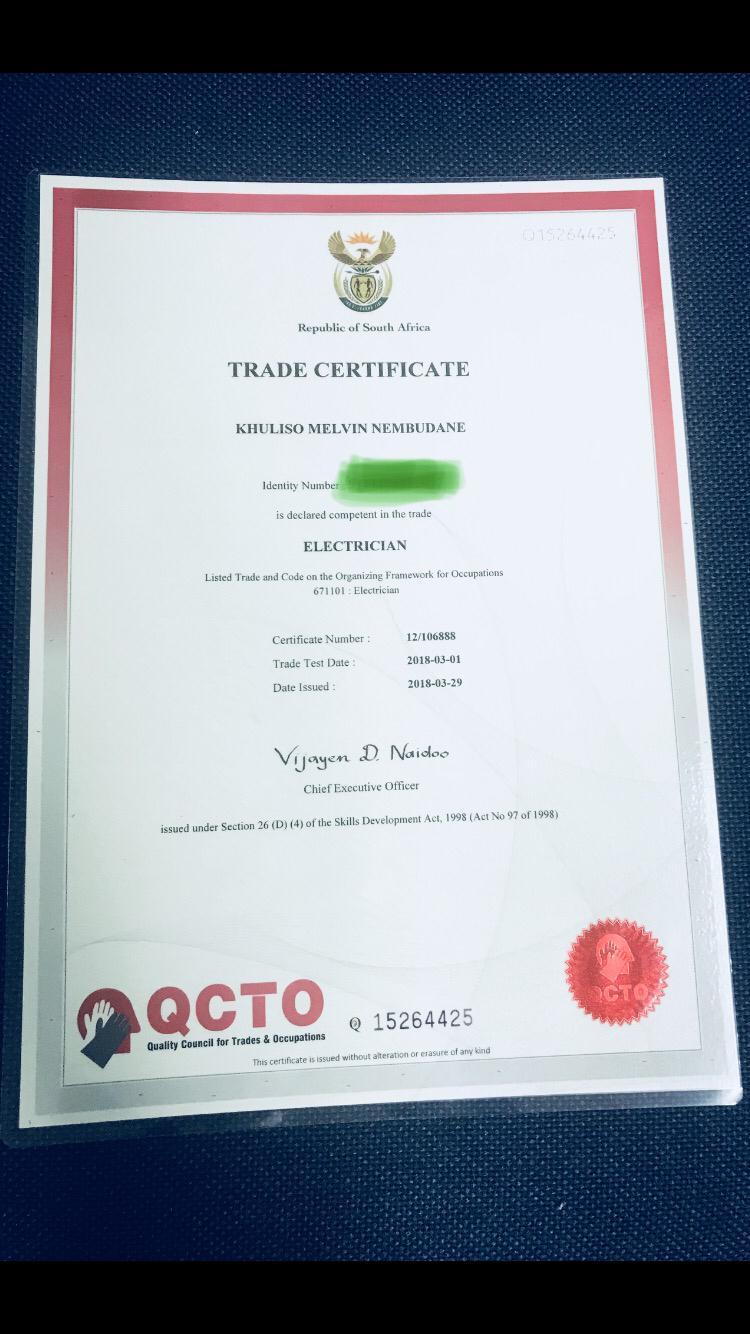 Q15264425
Republic of South Africa
TRADE CERTIFICATE
KHULISO MELVIN NEMBUDANE
Identity Number
is declared competent in the trade
ELECTRICIAN
Listed Trade and Code on the Organizing Framework for Occupations
671101 : Electrician
Certificate Number : 12/106888
Trade Test Date : 2018-03-01
Date Issued : 2018-03-29
Vijayen D. Naidoo
Chief Executive Officer
issued under Section 26 (D) (4) of the Skills Development Act, 1998 (Act No 97 of 1998)
QCTO
QCTO
Quality Council for Trades & Occupations
Q 15264425
This certificate is issued without alteration or erasure of any kind